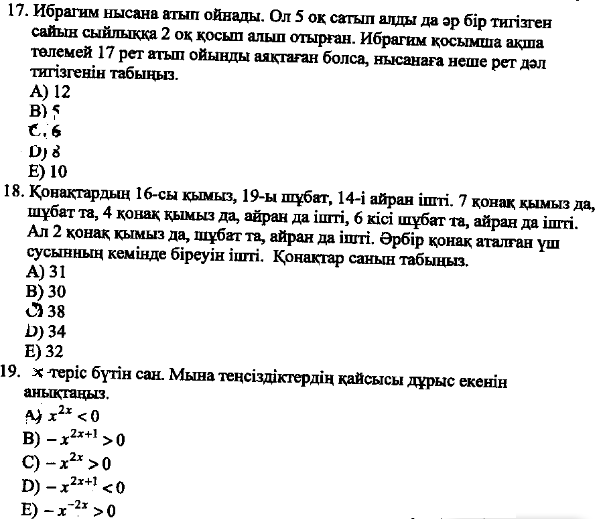 17. Ибрагим нысана атып ойнады. Ол 5 оқ сатып алды да әр бір тигізген
сайын сыйлыққа 2 оқ қосып алып отырған. Ибрагим қосымша ақша
төлемей 17 рет атып ойынды аяқтаған болса, нысанаға неше рет дәл
тигізгенін табыңыз.
A) 12
B) 5
C) 6
D) 8
E) 10
18. Қонақтардың 16-сы қымыз, 19-ы шұбат, 14-і айран ішті. 7 қонақ қымыз да,
шұбат та, 4 қонақ қымыз да, айран да ішті, 6 кісі шұбат та, айран да ішті.
Ал 2 қонақ қымыз да, шұбат та, айран да ішті. Әрбір қонақ аталған үш
сусынның кемінде біреуін ішті. Қонақтар санын табыңыз.
A) 31
B) 30
C) 38
D) 34
E) 32
19. x -теріс бүтін сан. Мына теңсіздіктердің қайсысы дұрыс екенін
анықтаңыз.
A) x^{2x} < 0
B) – x^{2x+1} > 0
C) – x^{2x} > 0
D) – x^{2x+1} < 0
E) – x^{-2x} > 0